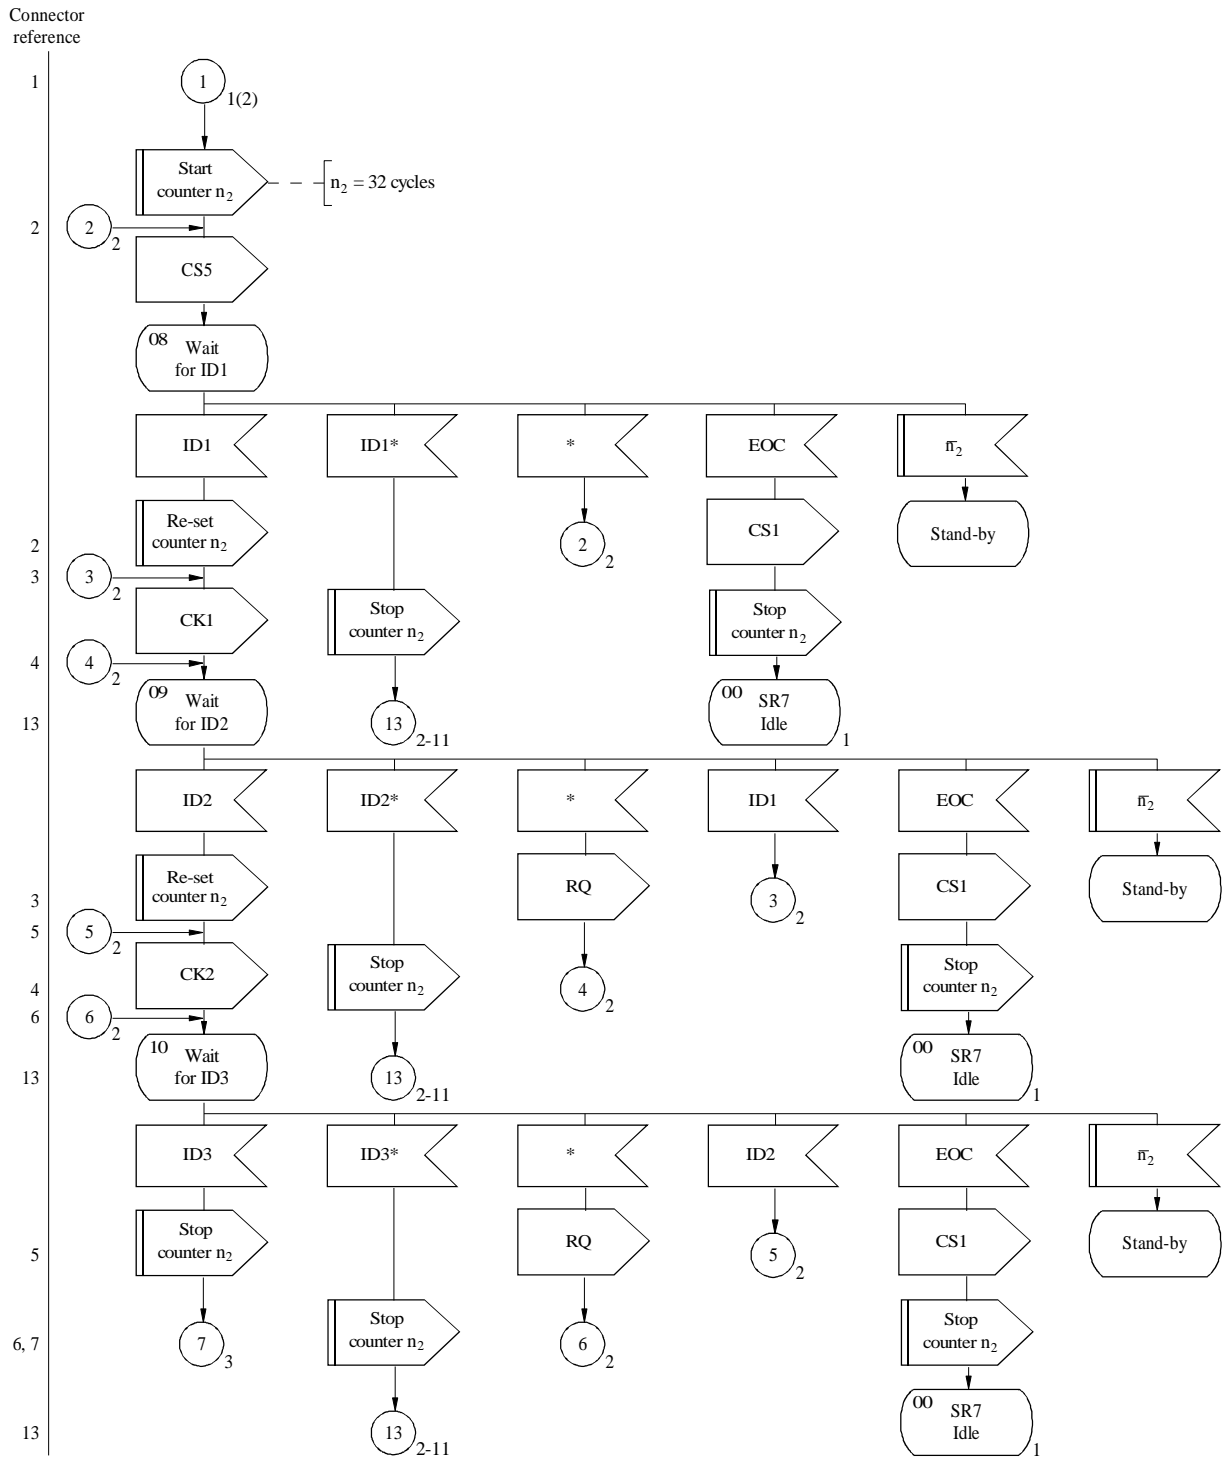 Connector
reference
1
1
1(2)
Start
counter n2
n2 = 32 cycles
2
2
2
CS5
08
Wait
for ID1
ID1
ID1*
*
EOC
n̅2
Re-set
counter n2
CS1
Stand-by
2
2
2
3
3
2
CK1
Stop
counter n2
Stop
counter n2
4
4
2
09
Wait
for ID2
00
SR7
Idle
1
13
13
2-11
ID2
ID2*
*
ID1
EOC
n̅2
Re-set
counter n2
RQ
CS1
Stand-by
3
3
2
5
5
2
CK2
Stop
counter n2
Stop
counter n2
4
4
2
6
6
2
10
Wait
for ID3
00
SR7
Idle
1
13
13
2-11
ID3
ID3*
*
ID2
EOC
n̅2
Stop
counter n2
RQ
CS1
Stand-by
5
5
2
Stop
counter n2
Stop
counter n2
6, 7
7
3
6
2
00
SR7
Idle
1
13
13
2-11